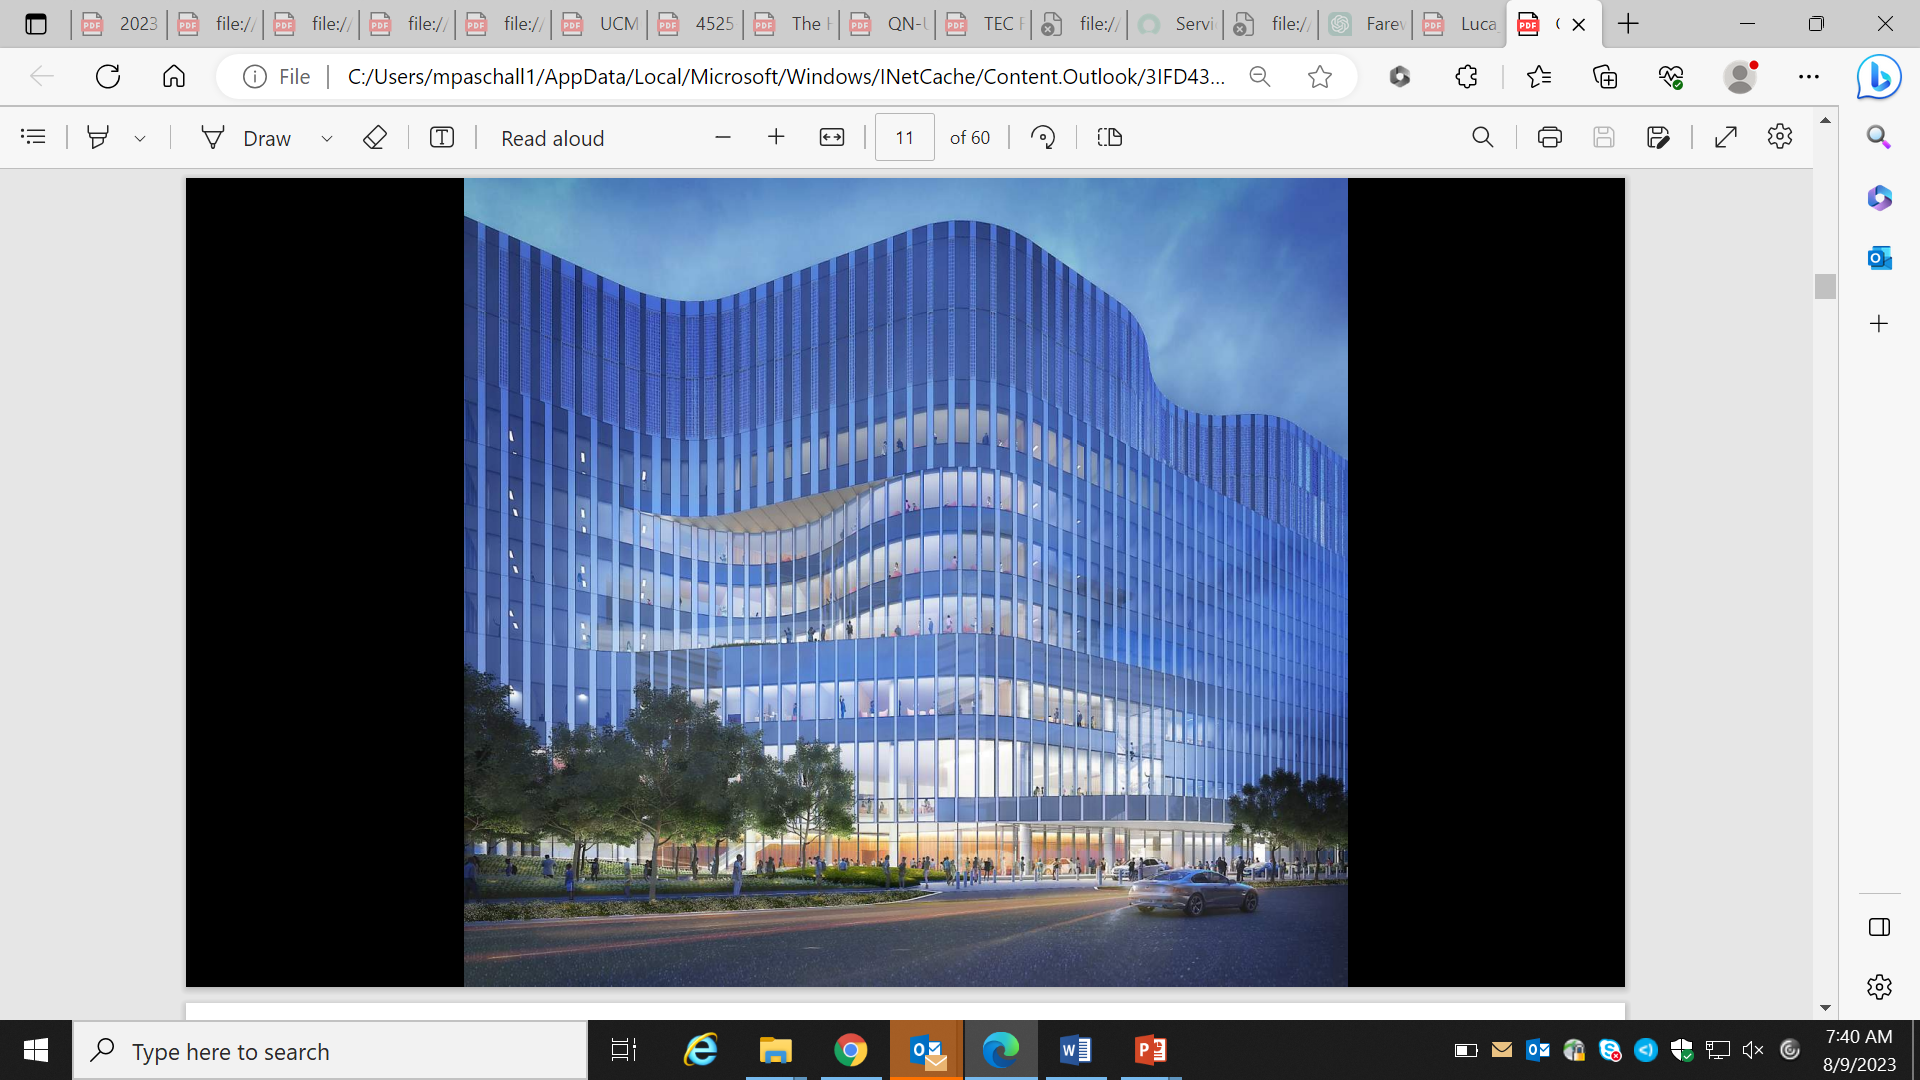 2023 file:// file:// file:// file:// UCM 4525 The H QN-U TEC F file:// Servi file:// Farew Luca
File C:/Users/mpaschall1/AppData/Local/Microsoft/Windows/INetCache/Content.Outlook/3IFD43...
Draw Read aloud 11 of 60
Type here to search
7:40 AM
8/9/2023